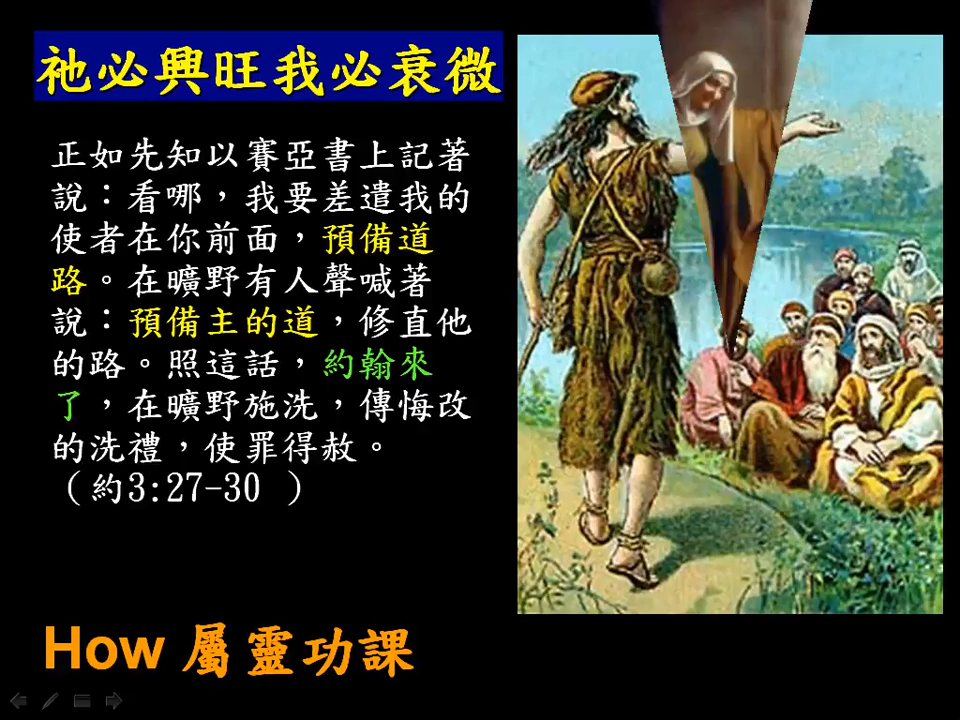 祂必興旺我必衰微
正如先知以賽亞書上記著
說：看哪，我要差遣我的
使者在你前面，預備道
路。在曠野有人聲喊著
說：預備主的道，修直他
的路。照這話，約翰來
了，在曠野施洗，傳悔改
的洗禮，使罪得赦。
（約3:27-30 ）
How 屬靈功課